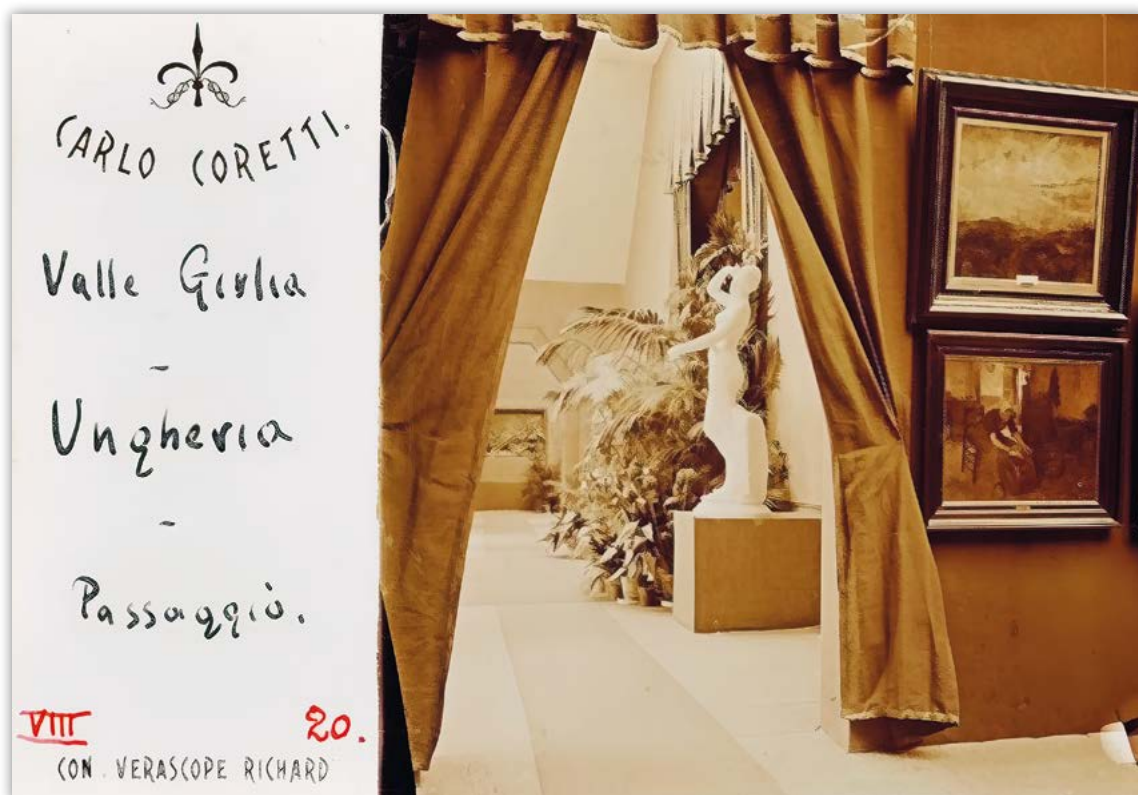 CARLO CORETTI.
Valle Giulia
-
Ungheria
-
Passaggio.
VIII 20.
CON VERASCOPE RICHARD